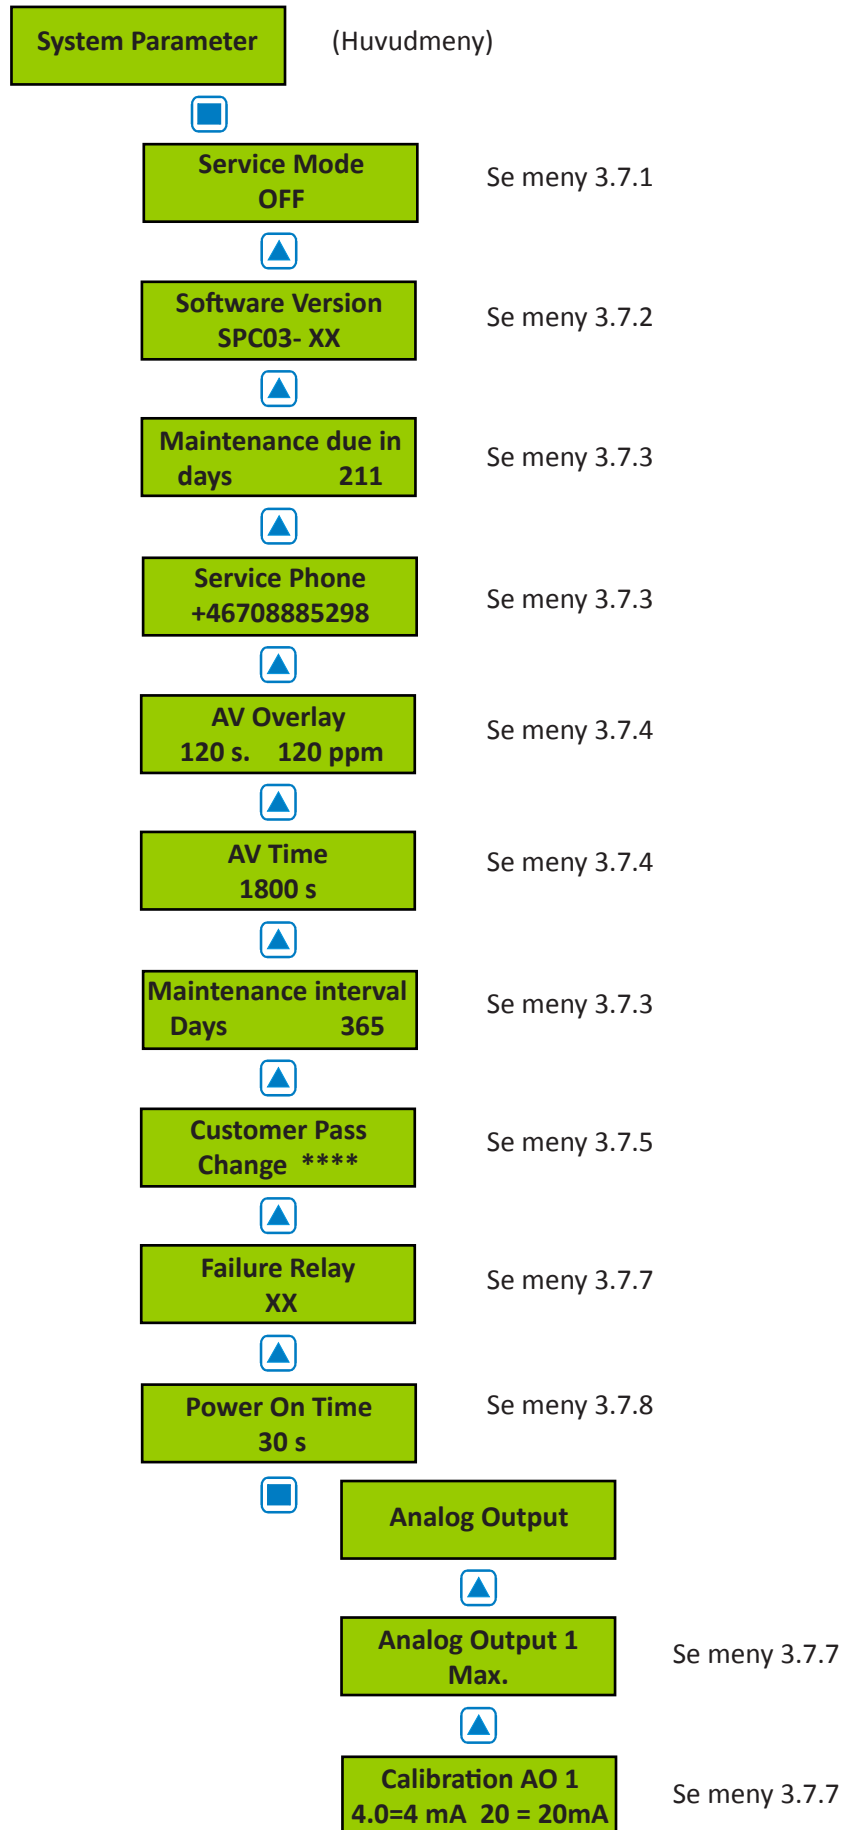 System Parameter (Huvudmeny)
Service Mode
OFF
Se meny 3.7.1
Software Version
SPC03- XX
Se meny 3.7.2
Maintenance due in
days 211
Se meny 3.7.3
Service Phone
+46708885298
Se meny 3.7.3
AV Overlay
120 s. 120 ppm
Se meny 3.7.4
AV Time
1800 s
Se meny 3.7.4
Maintenance interval
Days 365
Se meny 3.7.3
Customer Pass
Change ****
Se meny 3.7.5
Failure Relay
XX
Se meny 3.7.7
Power On Time
30 s
Se meny 3.7.8
Analog Output
Analog Output 1
Max.
Se meny 3.7.7
Calibration AO 1
4.0=4 mA 20 = 20mA
Se meny 3.7.7